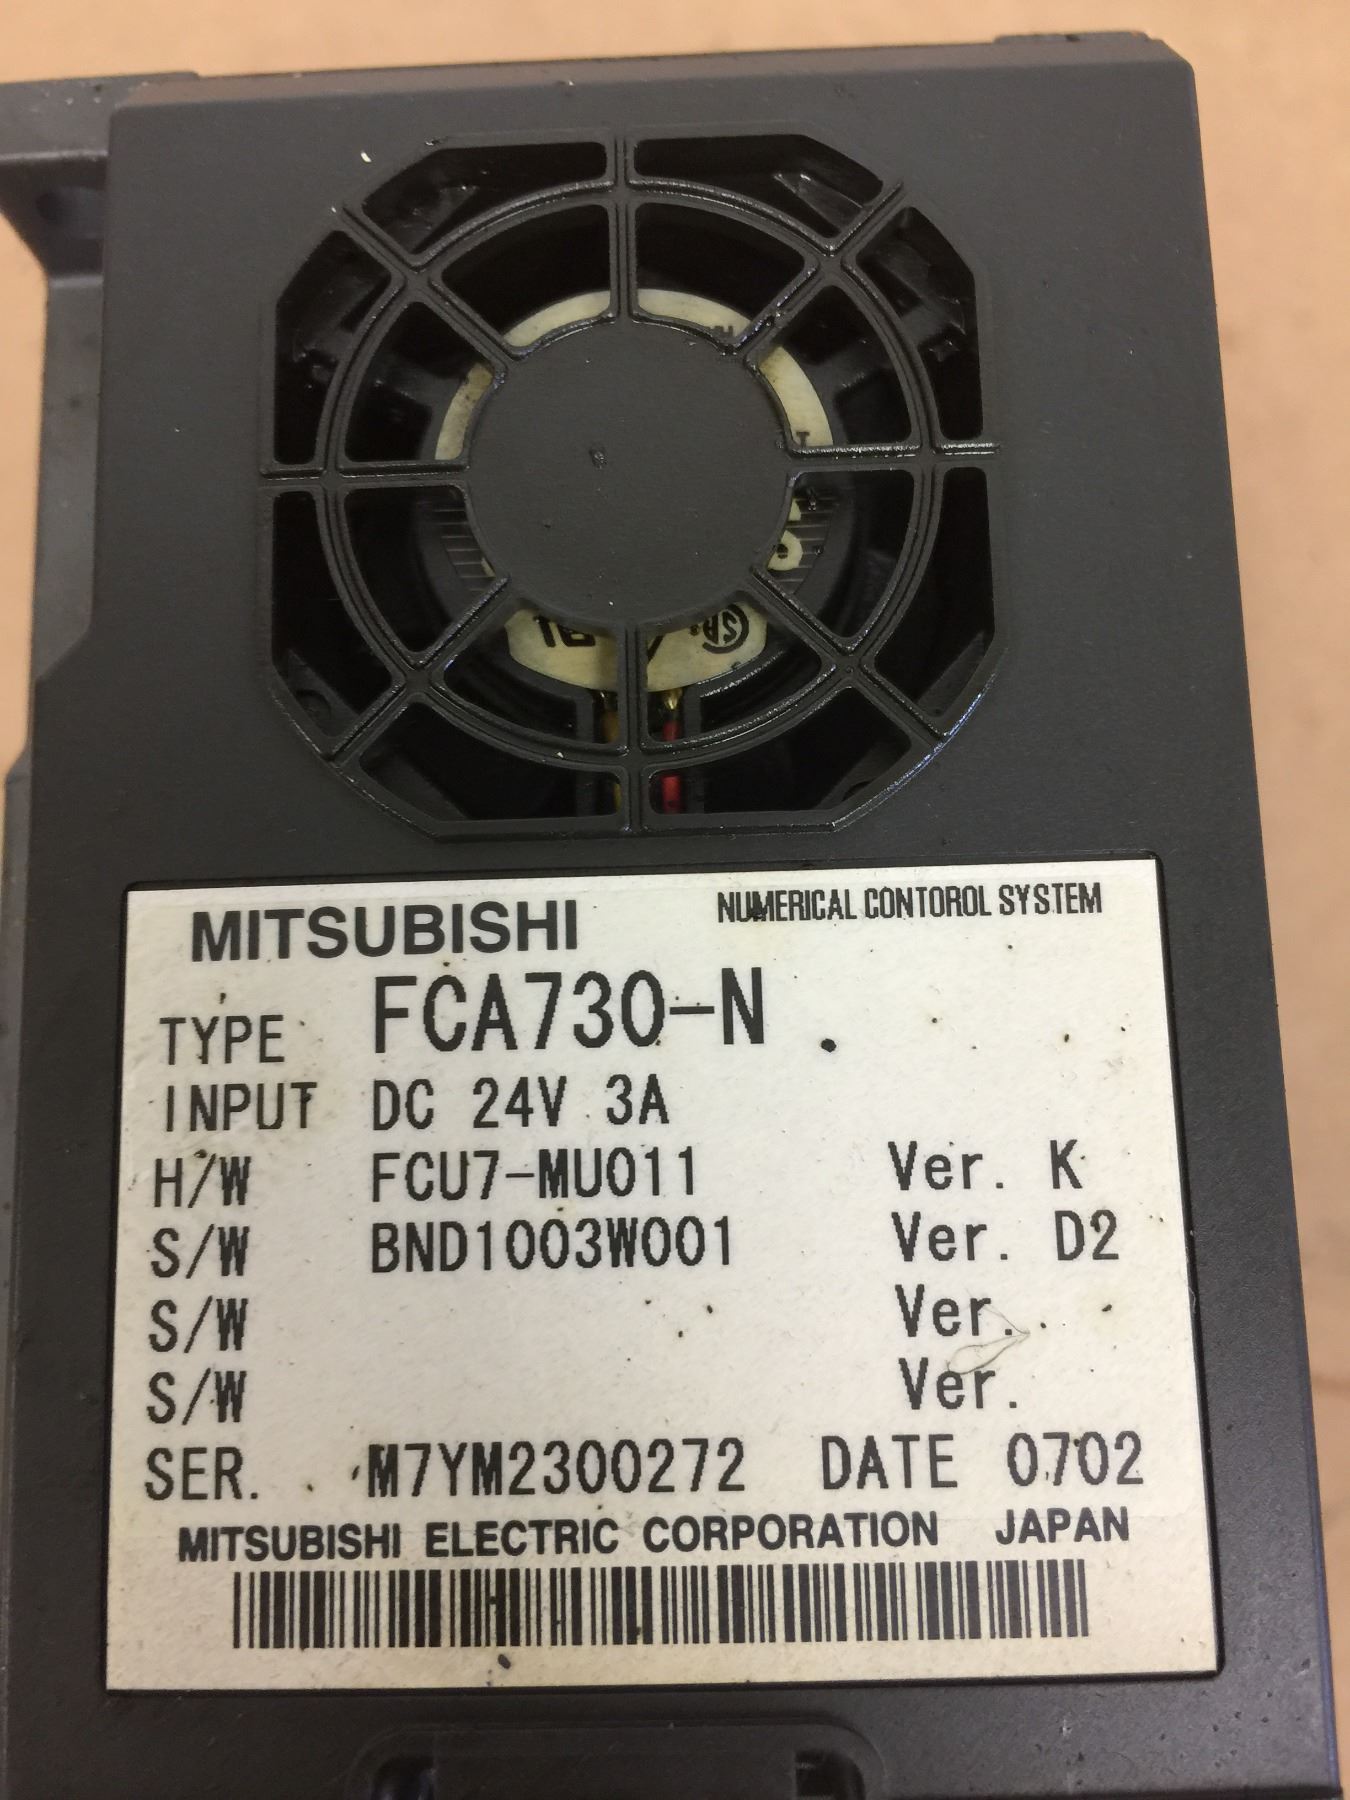 MITSUBISHI NUMERICAL CONTOROL SYSTEM
TYPE FCA730-N
INPUT DC 24V 3A
H/W FCU7-MU011 Ver. K
S/W BND1003W001 Ver. D2
S/W Ver.
S/W Ver.
SER. M7YM2300272 DATE 0702
MITSUBISHI ELECTRIC CORPORATION JAPAN